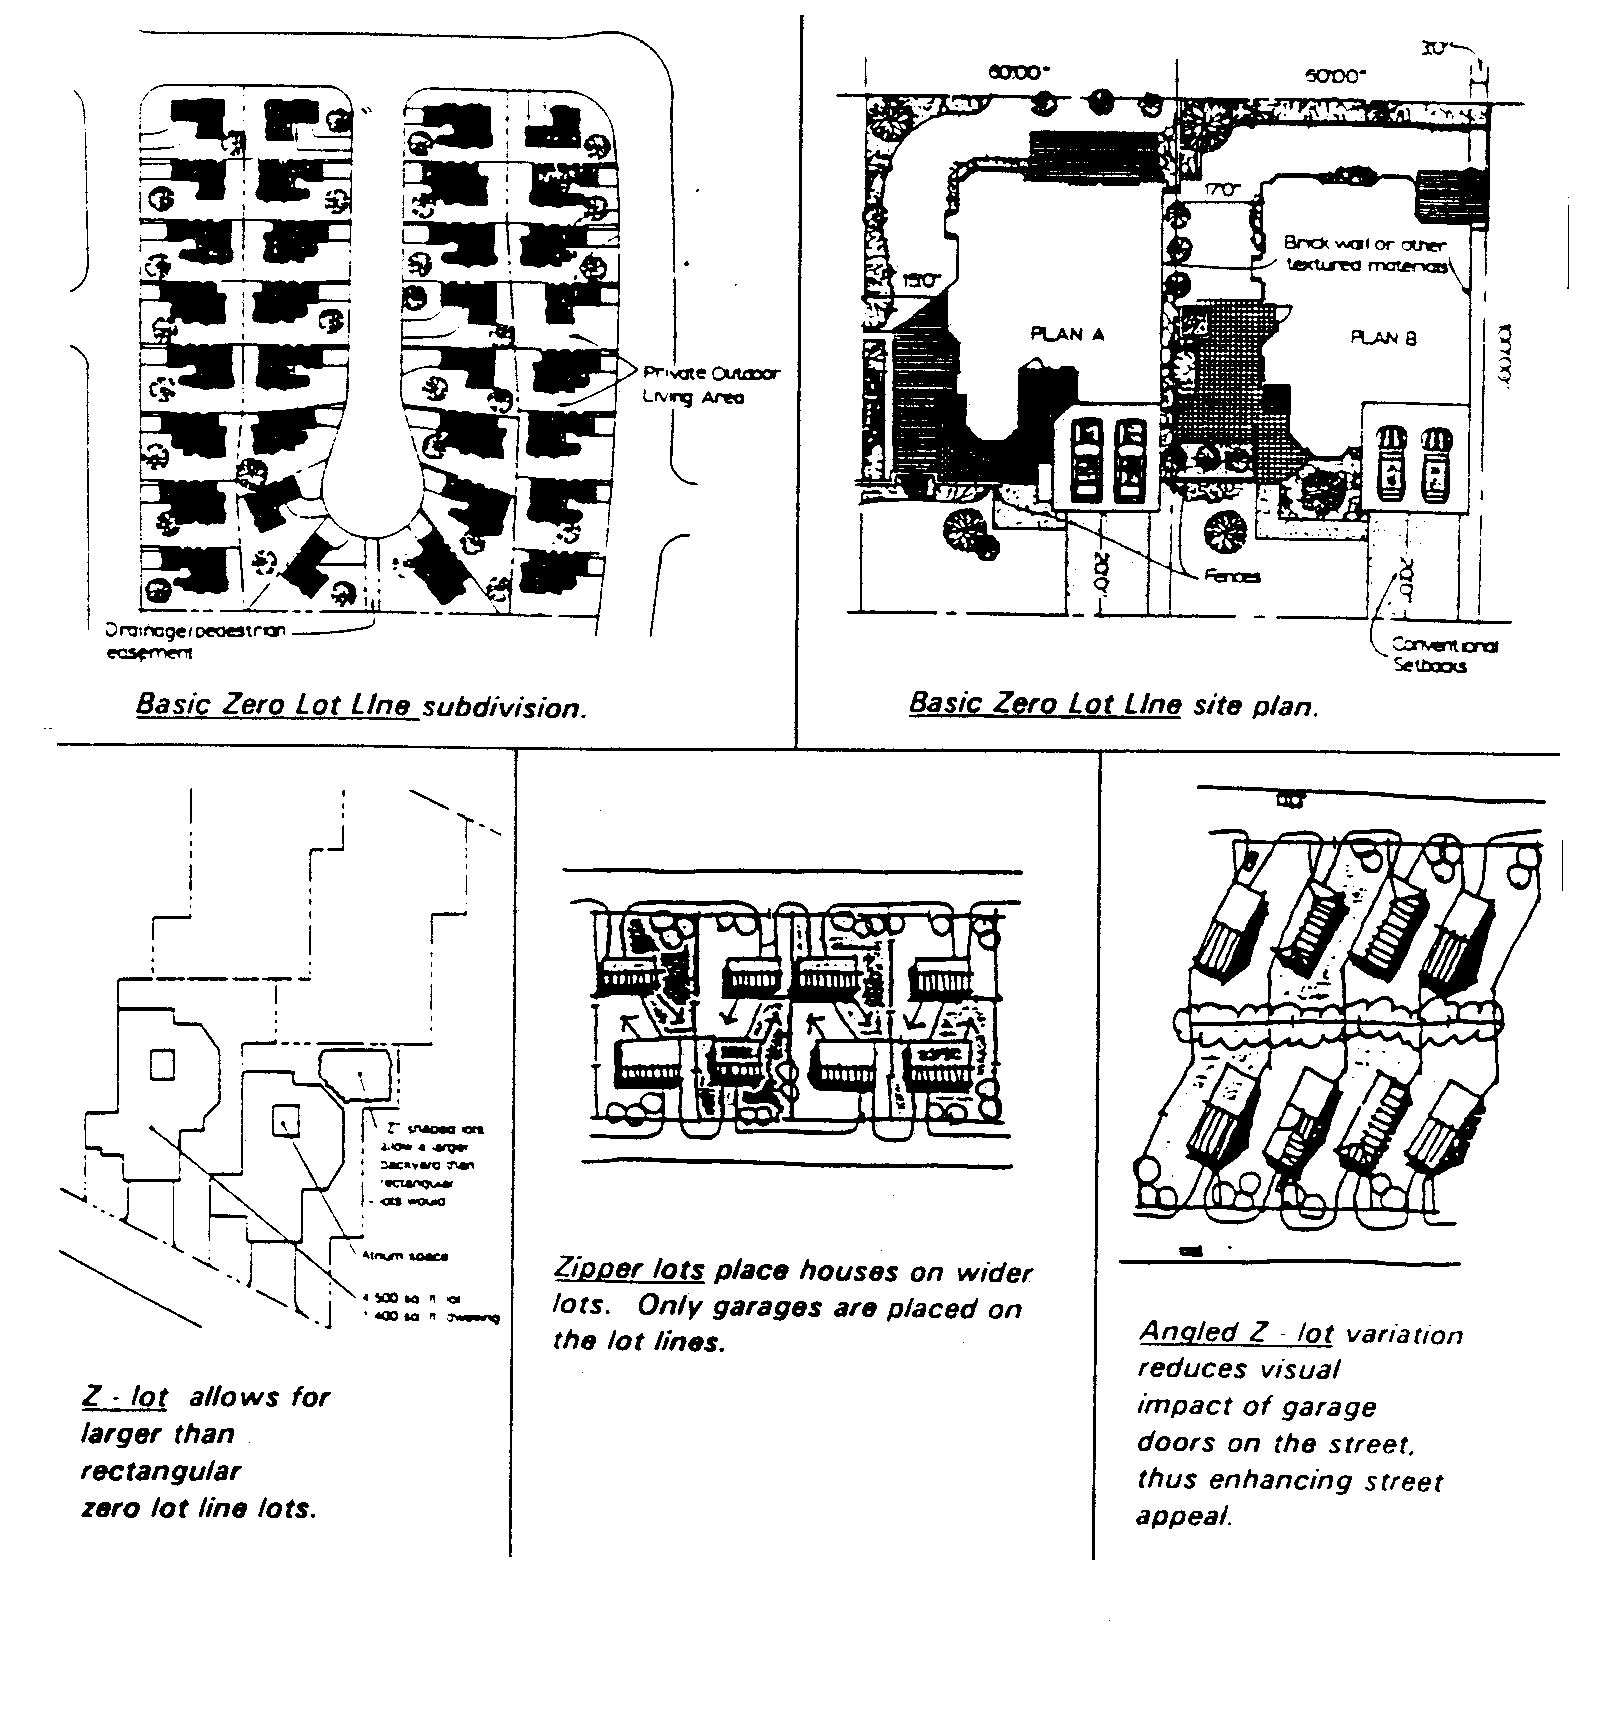 Private Outdoor
Living Area
Drainage/pedestrian
easement
Basic Zero Lot LIne subdivision.
3'0"
60'00"
50'00"
17'0"
Brick wall or other
textured materials
15'0"
PLAN A
PLAN B
100'00"
Fences
20'0"
20'0"
Conventional
Setbacks
Basic Zero Lot LIne site plan.
"Z" shaped lots
allow a larger
backyard than
rectangular
lots would
Atrium space
4 500 sq ft lot
400 sq ft dwelling
Z - lot allows for
larger than
rectangular
zero lot line lots.
Zipper lots place houses on wider
lots. Only garages are placed on
the lot lines.
Angled Z - lot variation
reduces visual
impact of garage
doors on the street,
thus enhancing street
appeal.